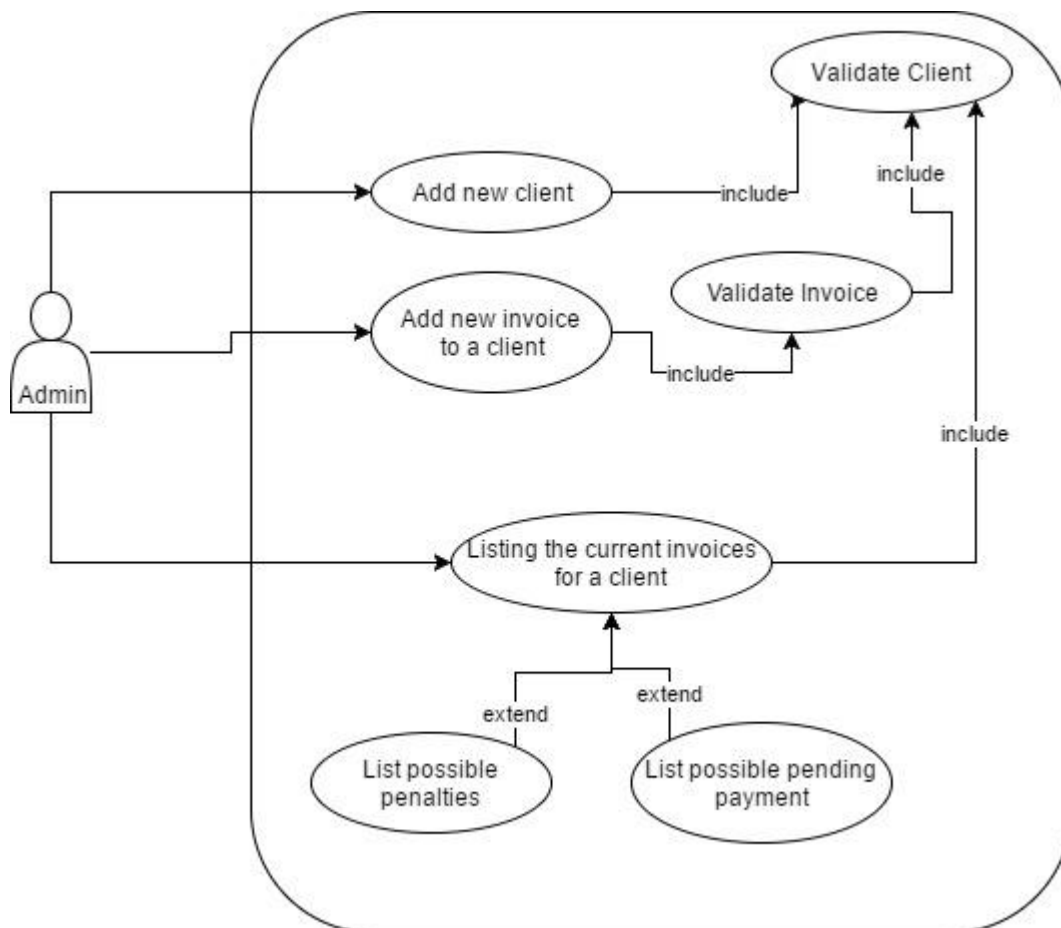 Validate Client
Add new client
include
include
Validate Invoice
Add new invoice
to a client
include
Admin
include
Listing the current invoices
for a client
extend
extend
List possible
penalties
List possible pending
payment